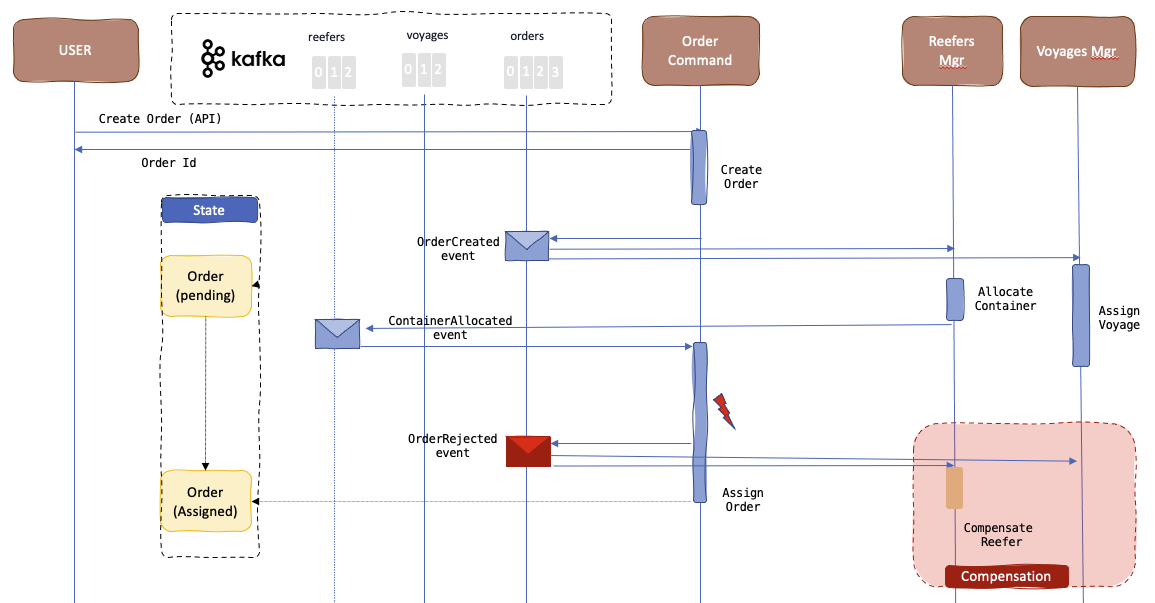 USER
kafka
reefers
0 1 2
voyages
0 1 2
orders
0 1 2 3
Order
Command
Reefers
Mgr
Voyages Mgr
Create Order (API)
Order Id
Create
Order
State
OrderCreated
event
Order
(pending)
Allocate
Container
ContainerAllocated
event
Assign
Voyage
OrderRejected
event
Order
(Assigned)
Assign
Order
Compensate
Reefer
Compensation